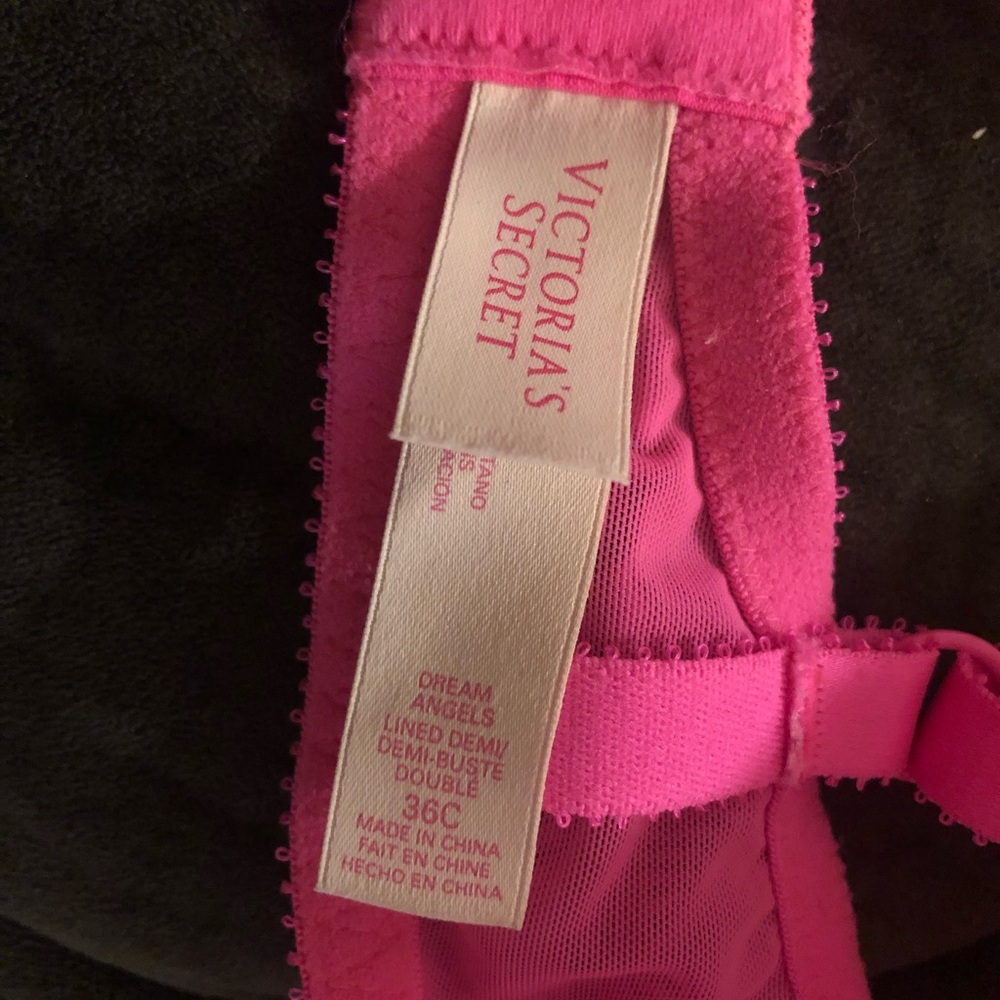 VICTORIA'S
SECRET
TANO
IS
ACION
DREAM
ANGELS
LINED DEMI/
DEMI-BUSTE
DOUBLE
36C
MADE IN CHINA
FAIT EN CHINE
HECHO EN CHINA